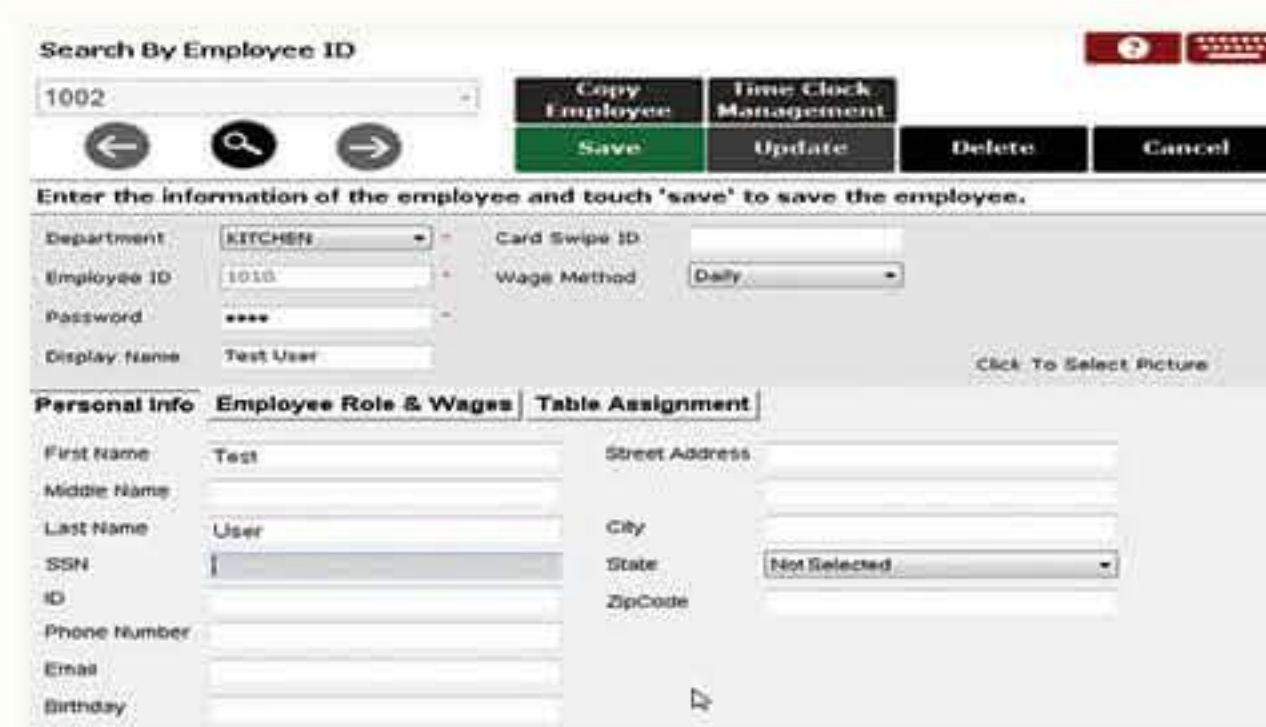 Search By Employee ID
?
1002
Copy Employee
Time Clock Management
Save
Update
Delete
Cancel
Enter the information of the employee and touch 'save' to save the employee.
Department KITCHEN * Card Swipe ID
Employee ID 1010 * Wage Method Daily
Password •••• *
Display Name Test User
Click To Select Picture
Personal Info Employee Role & Wages Table Assignment
First Name Test Street Address
Middle Name
Last Name User City
SSN State Not Selected
ID ZipCode
Phone Number
Email
Birthday